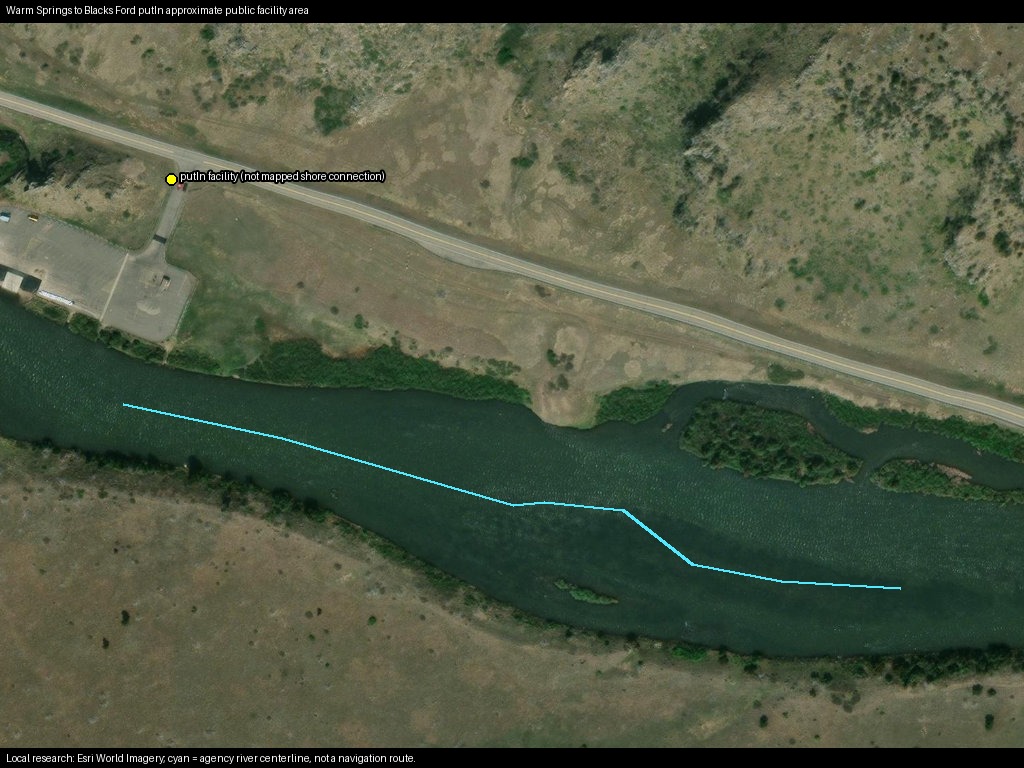 Warm Springs to Blacks Ford putIn approximate public facility area
putIn facility (not mapped shore connection)
Local research: Esri World Imagery; cyan = agency river centerline, not a navigation route.